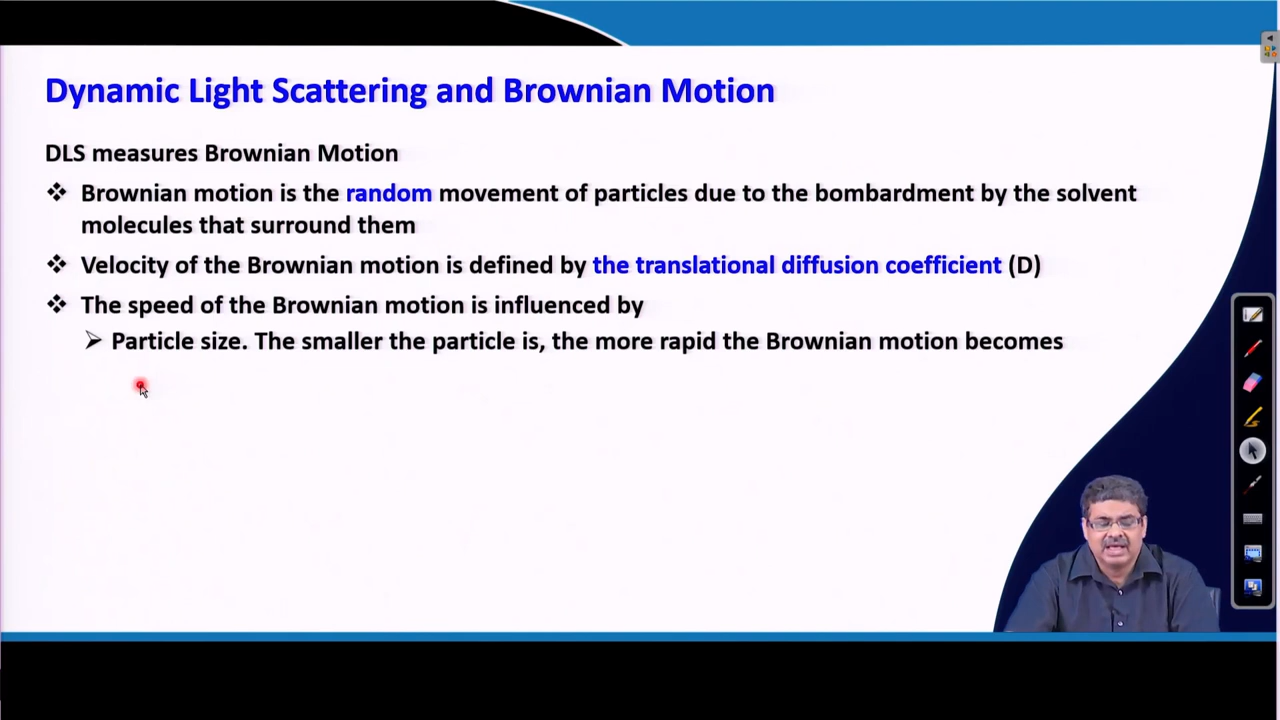 Dynamic Light Scattering and Brownian Motion
DLS measures Brownian Motion
❖ Brownian motion is the random movement of particles due to the bombardment by the solvent
molecules that surround them
❖ Velocity of the Brownian motion is defined by the translational diffusion coefficient (D)
❖ The speed of the Brownian motion is influenced by
➢ Particle size. The smaller the particle is, the more rapid the Brownian motion becomes